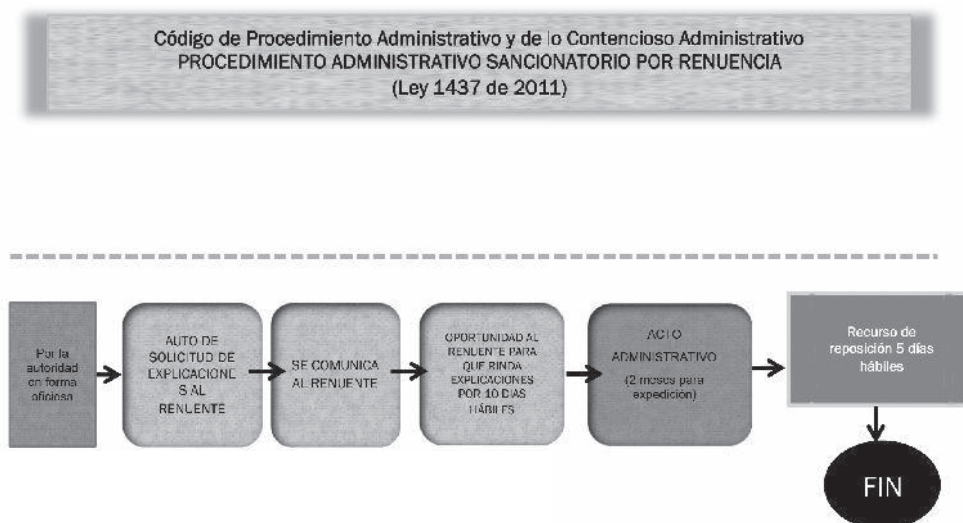 Código de Procedimiento Administrativo y de lo Contencioso Administrativo
PROCEDIMIENTO ADMINISTRATIVO SANCIONATORIO POR RENUENCIA
(Ley 1437 de 2011)
Por la
autoridad
en forma
oficiosa
AUTO DE
SOLICITUD DE
EXPLICACIONE
S AL
RENUENTE
SE COMUNICA
AL RENUENTE
OPORTUNIDAD AL
RENUENTE PARA
QUE RINDA
EXPLICACIONES
POR 10 DIAS
HÁBILES
ACTO
ADMINISTRATIVO
(2 meses para
expedición)
Recurso de
reposición 5 días
hábiles
FIN